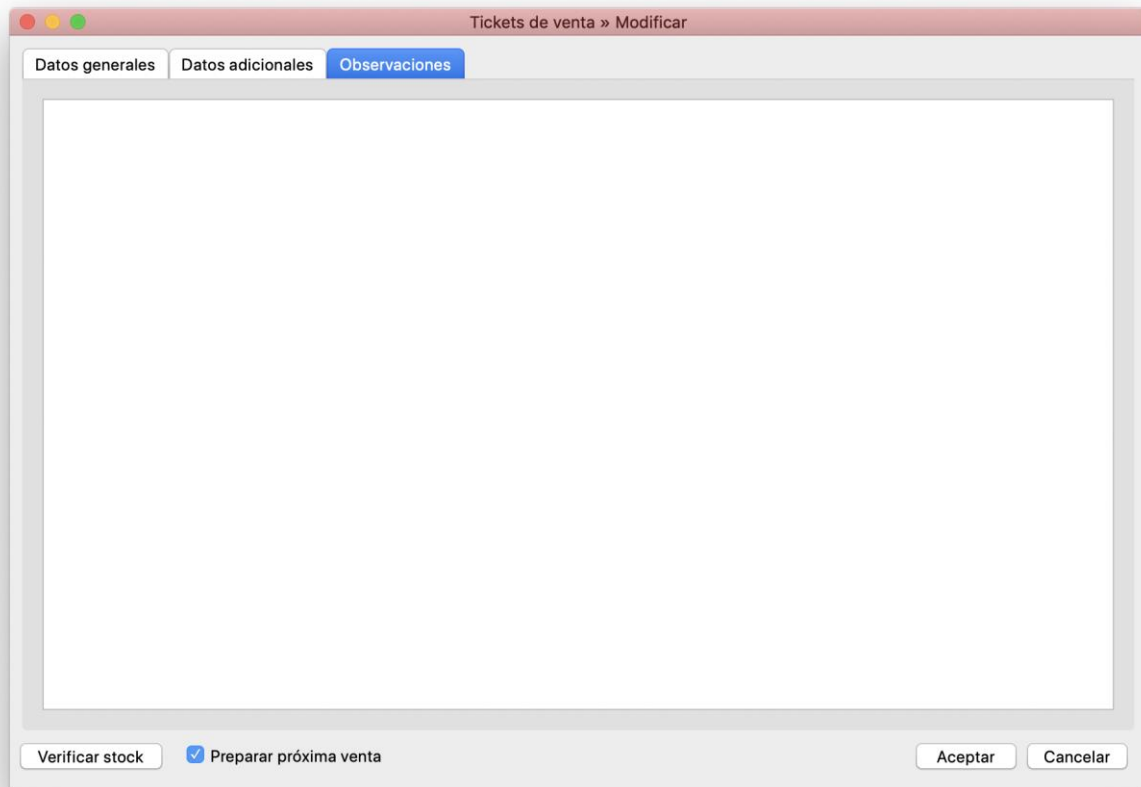 Tickets de venta » Modificar
Datos generales Datos adicionales Observaciones
Verificar stock Preparar próxima venta Aceptar Cancelar